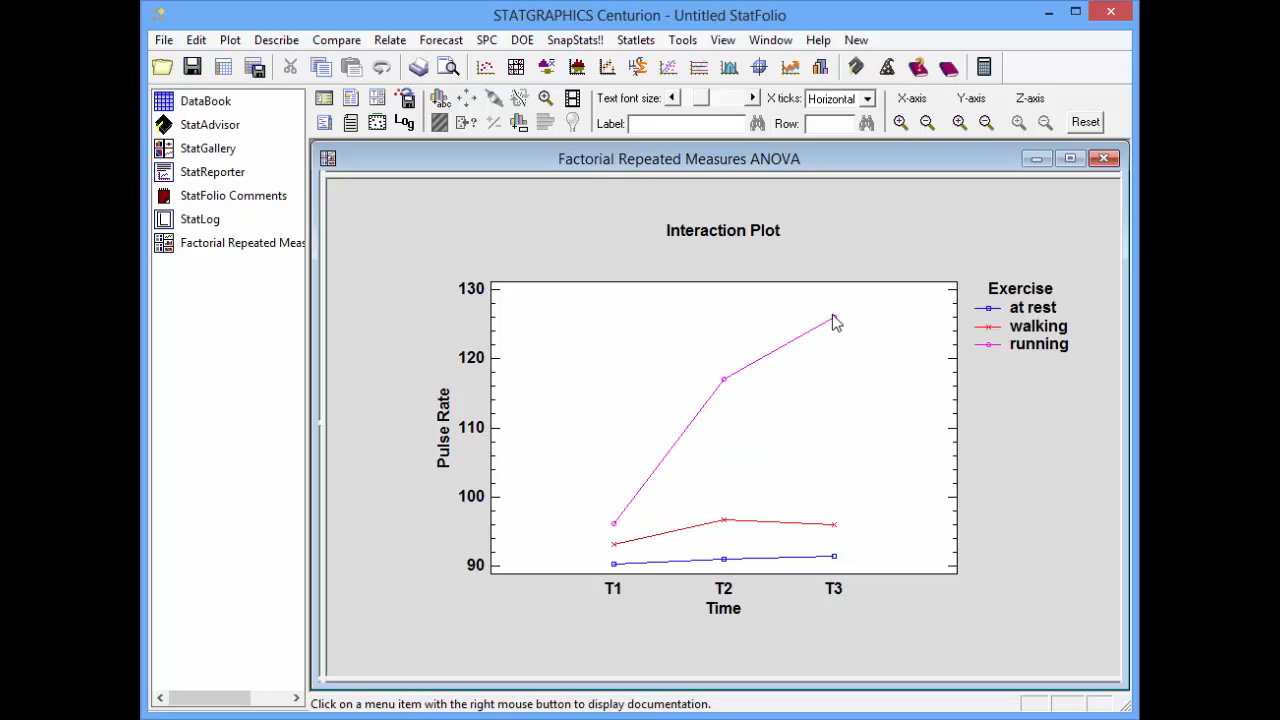 STATGRAPHICS Centurion - Untitled StatFolio
File Edit Plot Describe Compare Relate Forecast SPC DOE SnapStats!! Statlets Tools View Window Help New
Text font size: X ticks: Horizontal X-axis Y-axis Z-axis
Log Label: Row: Reset
DataBook
StatAdvisor
StatGallery
StatReporter
StatFolio Comments
StatLog
Factorial Repeated Meas
Factorial Repeated Measures ANOVA
Interaction Plot
130
120
110
100
90
Pulse Rate
T1 T2 T3
Time
Exercise
at rest
walking
running
Click on a menu item with the right mouse button to display documentation.